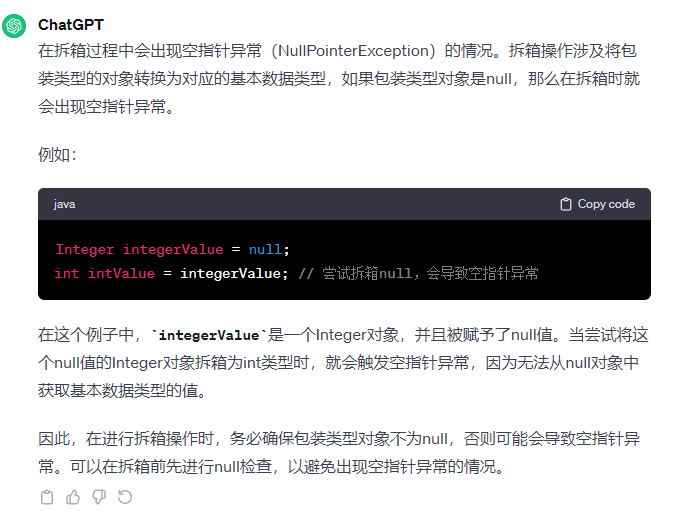 ChatGPT
在拆箱过程中会出现空指针异常（NullPointerException）的情况。拆箱操作涉及将包
装类型的对象转换为对应的基本数据类型，如果包装类型对象是null，那么在拆箱时就
会出现空指针异常。
例如：
java Copy code
Integer integerValue = null;
int intValue = integerValue; // 尝试拆箱null，会导致空指针异常
在这个例子中，`integerValue`是一个Integer对象，并且被赋予了null值。当尝试将这
个null值的Integer对象拆箱为int类型时，就会触发空指针异常，因为无法从null对象中
获取基本数据类型的值。
因此，在进行拆箱操作时，务必确保包装类型对象不为null，否则可能会导致空指针异
常。可以在拆箱前先进行null检查，以避免出现空指针异常的情况。